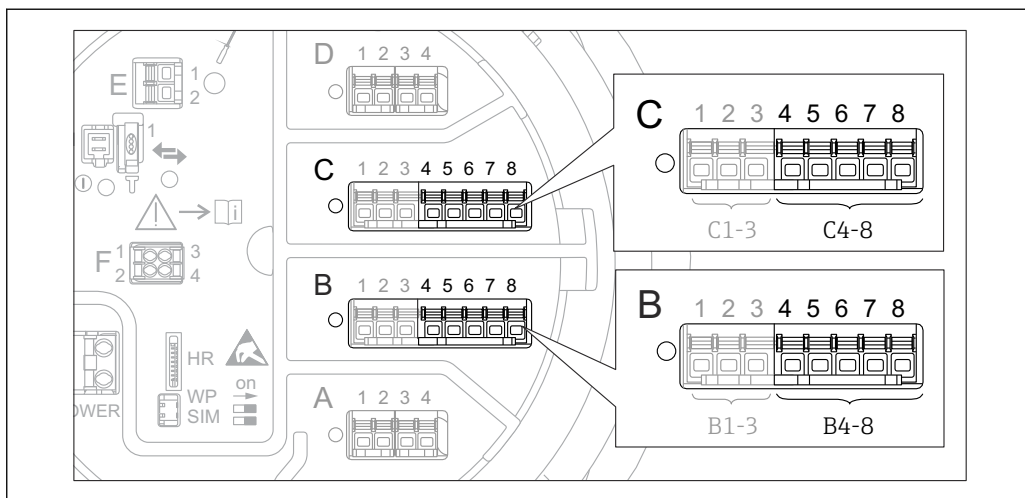 D 1 2 3 4
E 1
2
1
C 1 2 3 4 5 6 7 8
F 1 3
2 4
B 1 2 3 4 5 6 7 8
HR
WP on
SIM
OWER
A 1 2 3 4
C 1 2 3 4 5 6 7 8
C1-3 C4-8
B 1 2 3 4 5 6 7 8
B1-3 B4-8